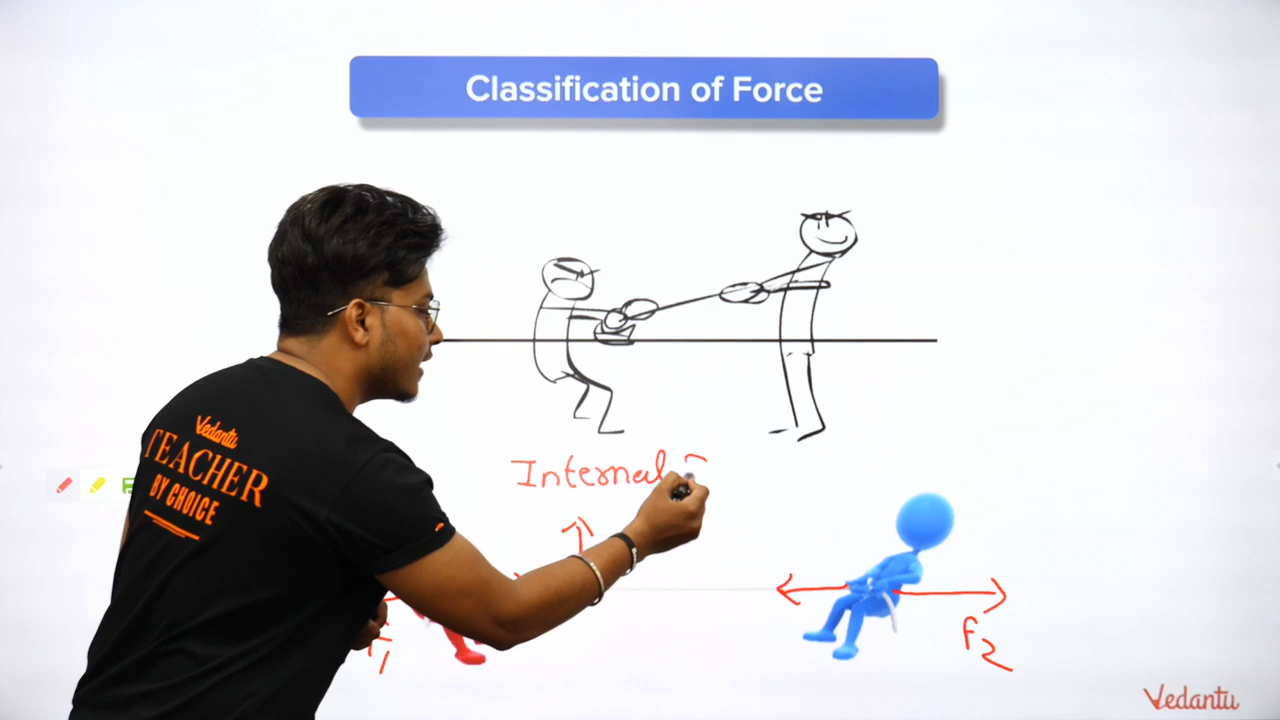 Classification of Force
Vedantu
TEACHER
BY CHOICE
Internal
F1
F2
Vedantu